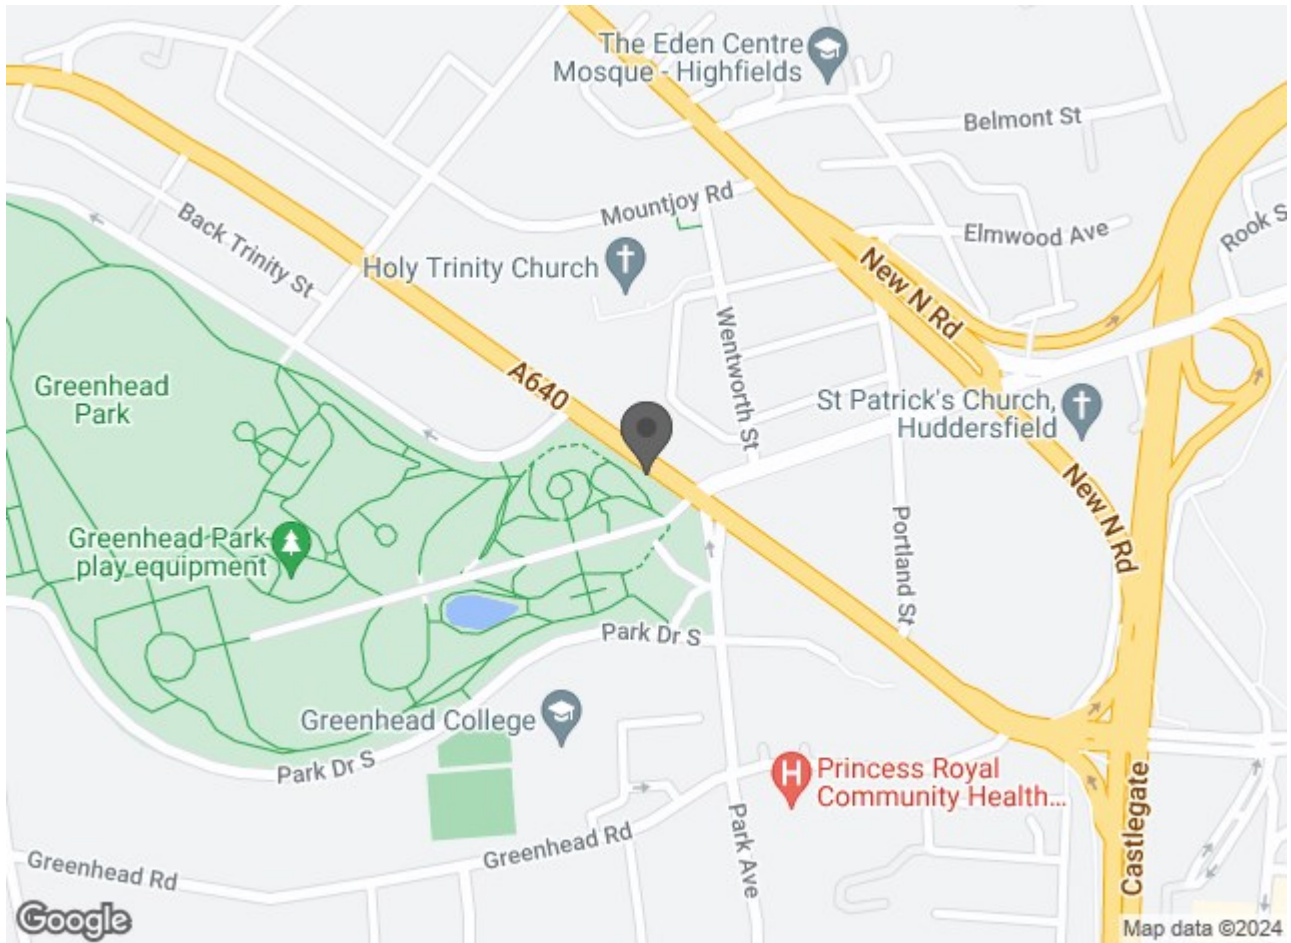 The Eden Centre
Mosque - Highfields
Belmont St
Mountjoy Rd
Back Trinity St
Elmwood Ave
Rook S
Holy Trinity Church
New N Rd
Wentworth St
A640
Greenhead
Park
St Patrick's Church,
Huddersfield
New N Rd
Portland St
Greenhead Park
play equipment
Park Dr S
Greenhead College
Park Dr S
H
Princess Royal
Community Health...
Castlegate
Park Ave
Greenhead Rd
Greenhead Rd
Google
Map data ©2024